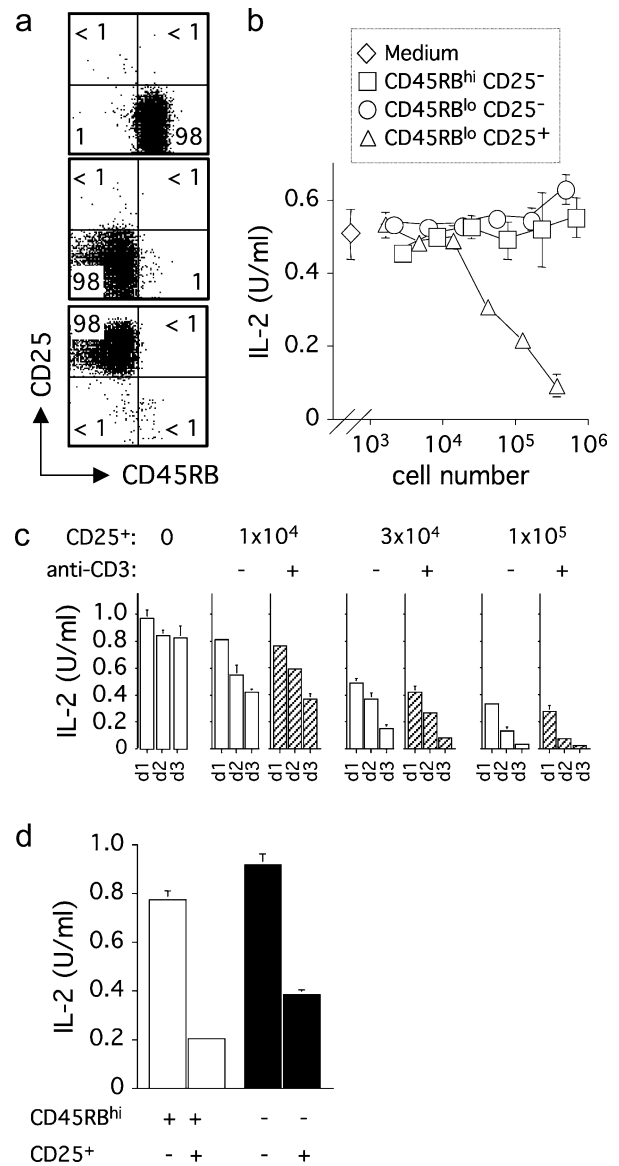 a
< 1 < 1
1 98
< 1 < 1
98 1
98 < 1
< 1 < 1
CD25
CD45RB
b
Medium
CD45RBhi CD25-
CD45RBlo CD25-
CD45RBlo CD25+
0.6
0.4
0.2
0
IL-2 (U/ml)
10³ 10⁴ 10⁵ 10⁶
cell number
c
CD25+: 0 1x10⁴ 3x10⁴ 1x10⁵
anti-CD3: - + - + - +
1.0
0.8
0.6
0.4
0.2
0
IL-2 (U/ml)
d1 d2 d3 d1 d2 d3 d1 d2 d3 d1 d2 d3 d1 d2 d3 d1 d2 d3 d1 d2 d3
d
1.0
0.8
0.6
0.4
0.2
0
IL-2 (U/ml)
CD45RBhi + + - -
CD25+ - + - +